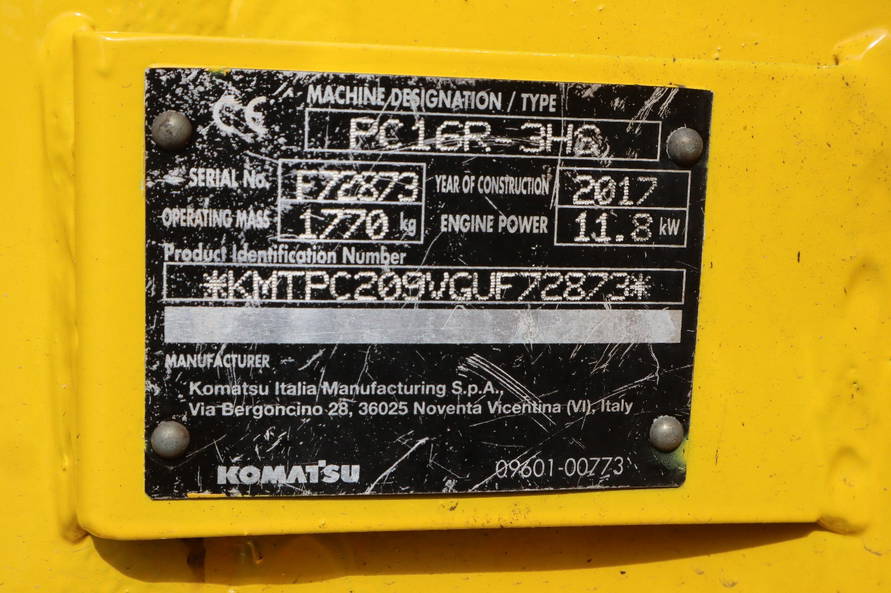 CE MACHINE DESIGNATION / TYPE
PC16R-3HQ
SERIAL No. F72873 YEAR OF CONSTRUCTION 2017
OPERATING MASS 1770 kg ENGINE POWER 11.8 kW
Product Identification Number
*KMTPC209VGUF72873*
MANUFACTURER
Komatsu Italia Manufacturing S.p.A.
Via Bergoncino 28, 36025 Noventa Vicentina (VI), Italy
KOMATSU 09601-00773